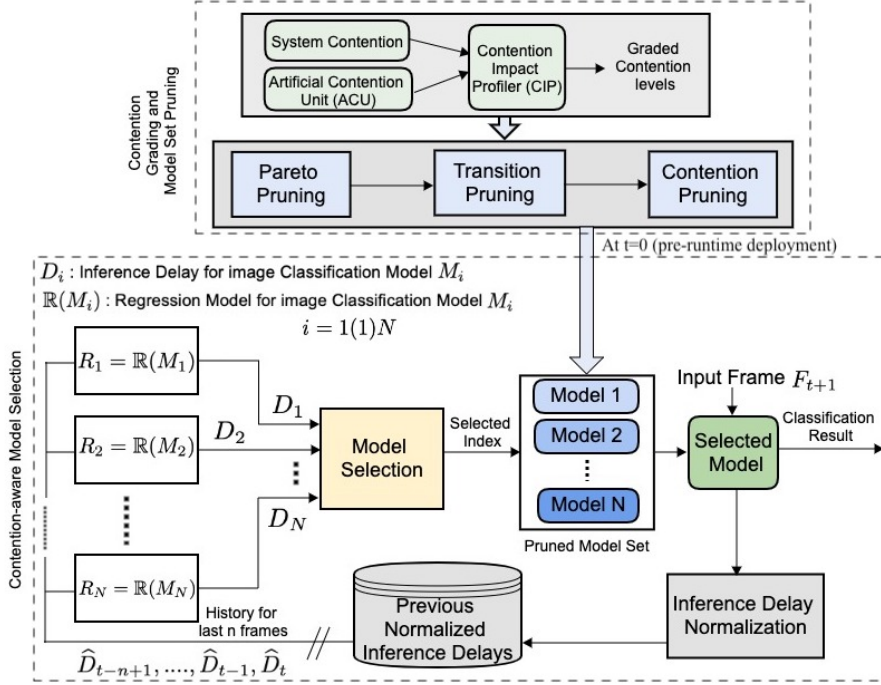 System Contention
Artificial Contention
Unit (ACU)
Contention
Impact
Profiler (CIP)
Graded
Contention
levels
Contention
Grading and
Model Set Pruning
Pareto
Pruning
Transition
Pruning
Contention
Pruning
At t=0 (pre-runtime deployment)
D_i : Inference Delay for image Classification Model M_i
ℝ(M_i) : Regression Model for image Classification Model M_i
i = 1(1)N
Contention-aware Model Selection
R_1 = ℝ(M_1)
R_2 = ℝ(M_2)
R_N = ℝ(M_N)
D_1
D_2
D_N
Model
Selection
Selected
Index
Model 1
Model 2
Model N
Pruned Model Set
Input Frame F_{t+1}
Selected
Model
Classification
Result
Inference Delay
Normalization
Previous
Normalized
Inference Delays
History for
last n frames
D̂_{t−n+1}, ...., D̂_{t−1}, D̂_t